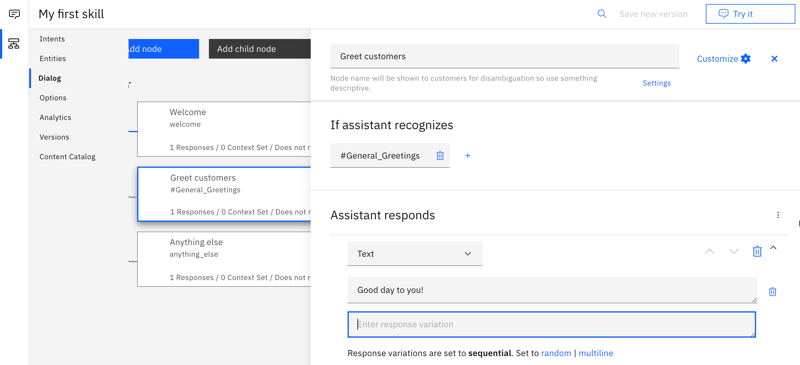 My first skill
Save new version
Try it
Intents
Entities
Dialog
Options
Analytics
Versions
Content Catalog
Add node
Add child node
Welcome
welcome
1 Responses / 0 Context Set / Does not r
Greet customers
#General_Greetings
1 Responses / 0 Context Set / Does not r
Anything else
anything_else
1 Responses / 0 Context Set / Does not r
Greet customers
Customize
Node name will be shown to customers for disambiguation so use something
descriptive.
Settings
If assistant recognizes
#General_Greetings
Assistant responds
Text
Good day to you!
Enter response variation
Response variations are set to sequential. Set to random | multiline